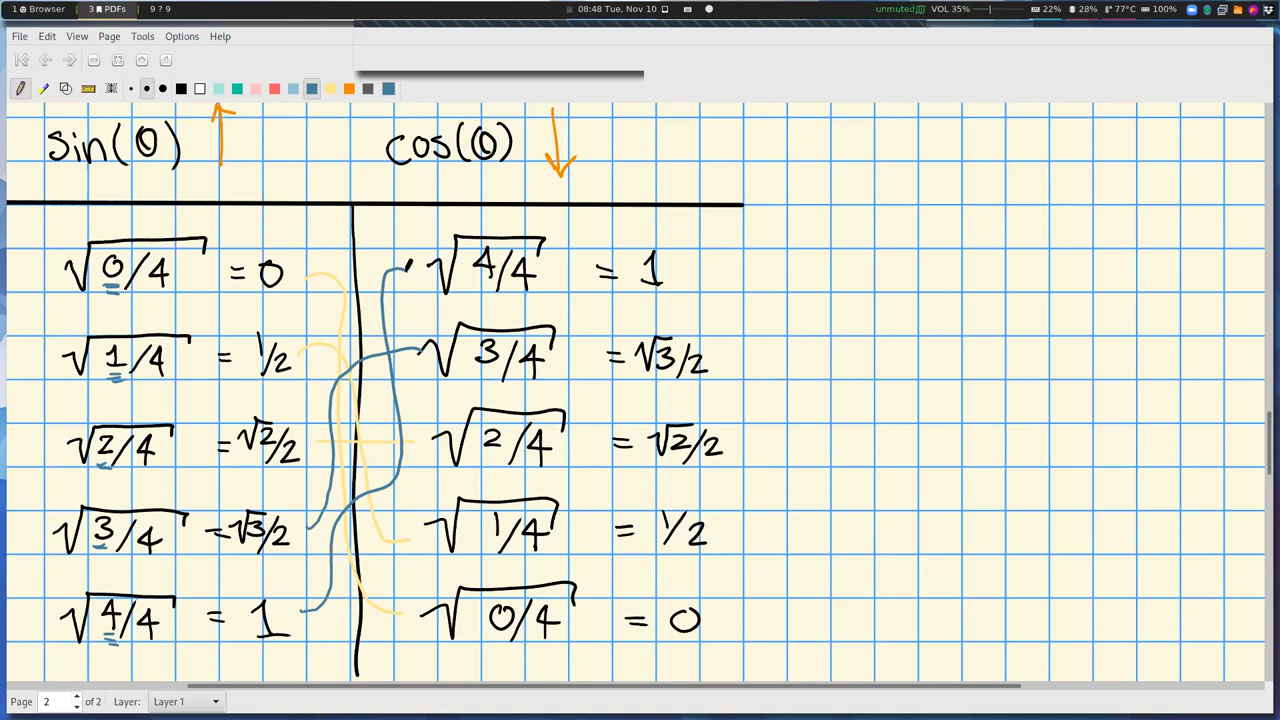 1 Browser 3 PDFs 9 ? 9 08:48 Tue, Nov 10 unmuted VOL 35% 22% 28% 77°C 100%
File Edit View Page Tools Options Help
sin(θ) cos(θ)
√0/4 = 0 √4/4 = 1
√1/4 = 1/2 √3/4 = √3/2
√2/4 = √2/2 √2/4 = √2/2
√3/4 = √3/2 √1/4 = 1/2
√4/4 = 1 √0/4 = 0
Page 2 of 2 Layer: Layer 1